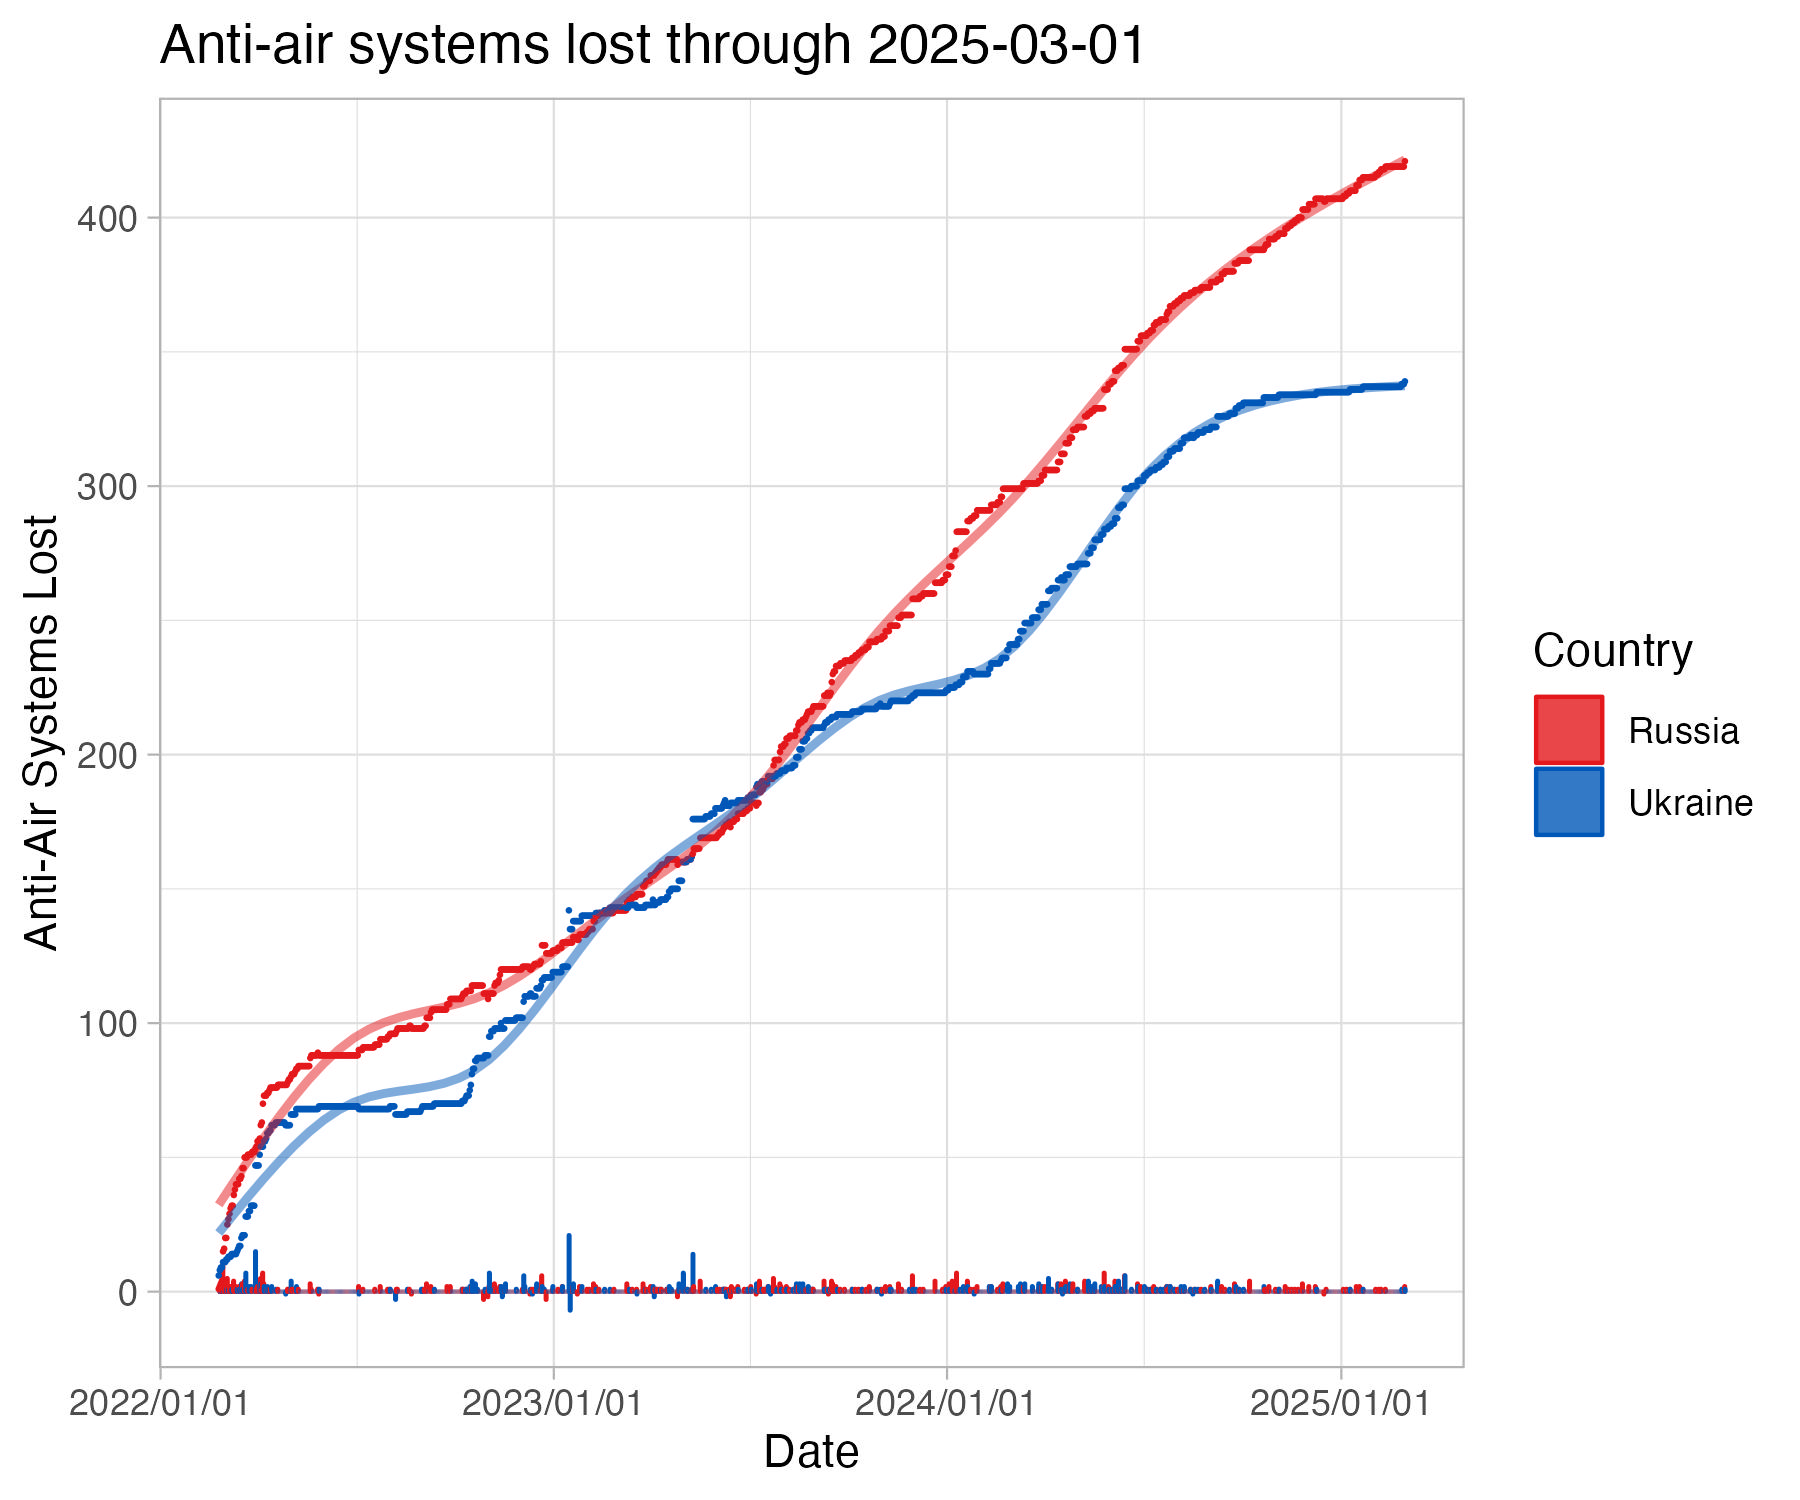 Anti-air systems lost through 2025-03-01
Anti-Air Systems Lost
400
300
200
100
0
2022/01/01
2023/01/01
2024/01/01
2025/01/01
Date
Country
Russia
Ukraine